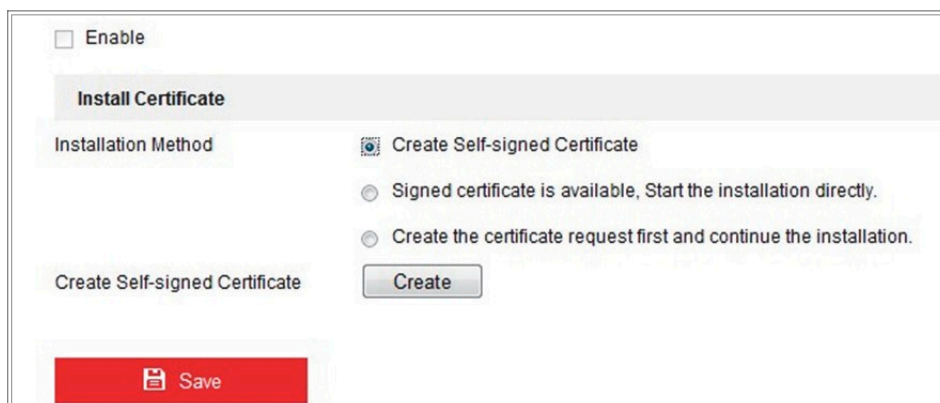 Enable
Install Certificate
Installation Method
Create Self-signed Certificate
Signed certificate is available, Start the installation directly.
Create the certificate request first and continue the installation.
Create Self-signed Certificate
Create
Save